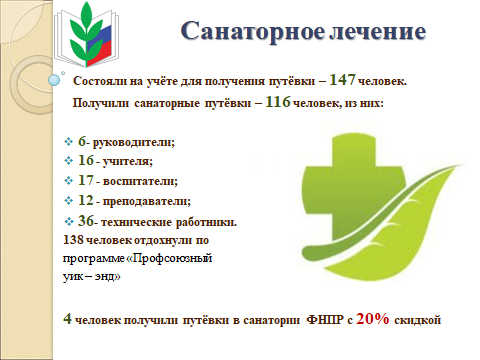 Санаторное лечение
Состояли на учёте для получения путёвки – 147 человек.
Получили санаторные путёвки – 116 человек, из них:
6- руководители;
16 - учителя;
17 - воспитатели;
12 - преподаватели;
36- технические работники.
138 человек отдохнули по
программе «Профсоюзный
уик – энд»
4 человек получили путёвки в санатории ФНПР с 20% скидкой